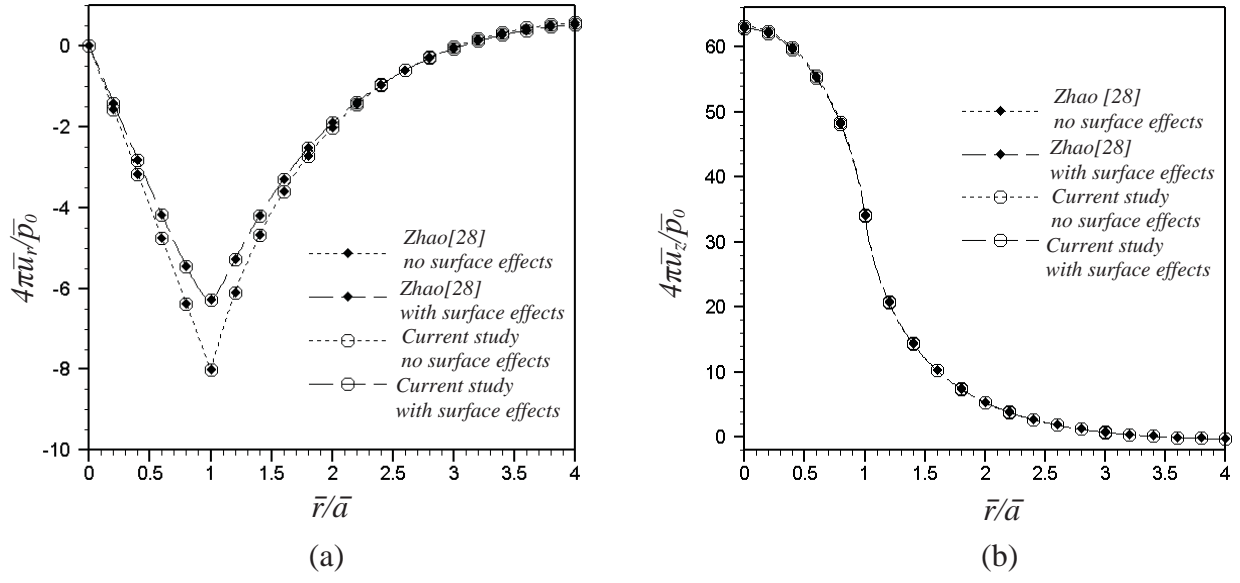 0
-2
-4
-6
-8
-10
4πūr/p̄0
0 0.5 1 1.5 2 2.5 3 3.5 4
r̄/ā
Zhao[28]
no surface effects
Zhao[28]
with surface effects
Current study
no surface effects
Current study
with surface effects
(a)
60
50
40
30
20
10
0
4πūz/p̄0
0 0.5 1 1.5 2 2.5 3 3.5 4
r̄/ā
Zhao [28]
no surface effects
Zhao[28]
with surface effects
Current study
no surface effects
Current study
with surface effects
(b)